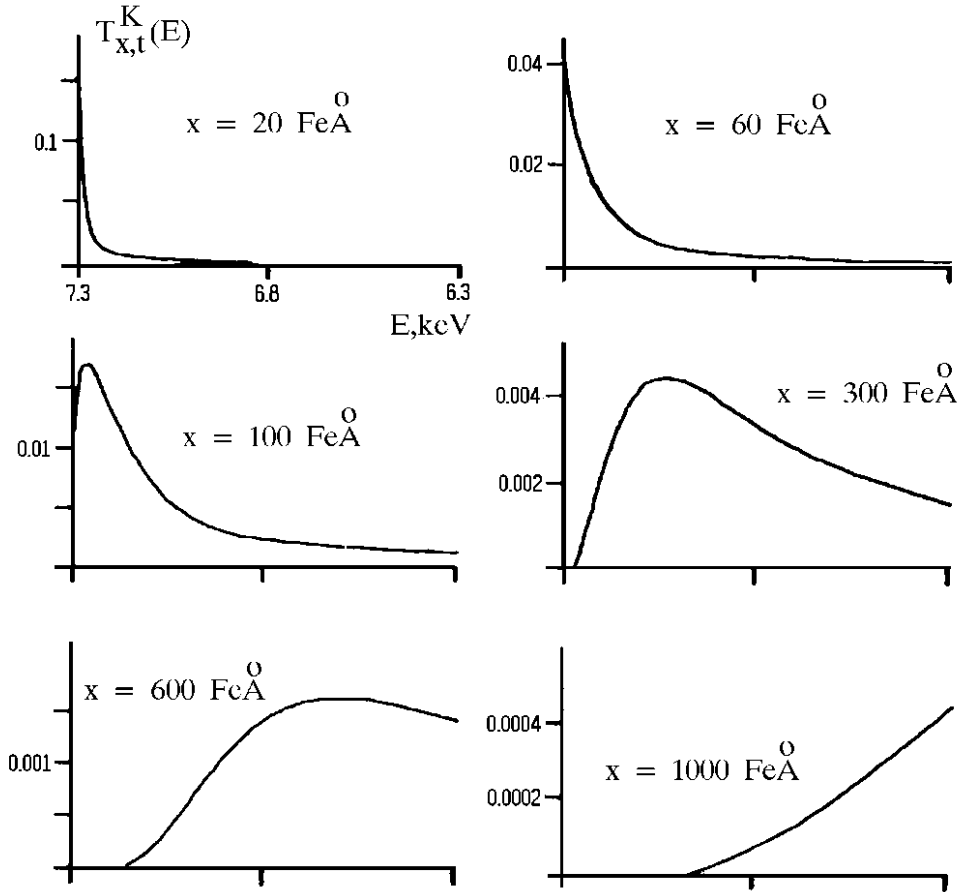 T^K_{x,t}(E)
x = 20 FeÅ
0.1
7.3 6.8 6.3
E,keV
0.04
x = 60 FeÅ
0.02
x = 100 FeÅ
0.01
0.004
x = 300 FeÅ
0.002
x = 600 FeÅ
0.001
0.0004
x = 1000 FeÅ
0.0002